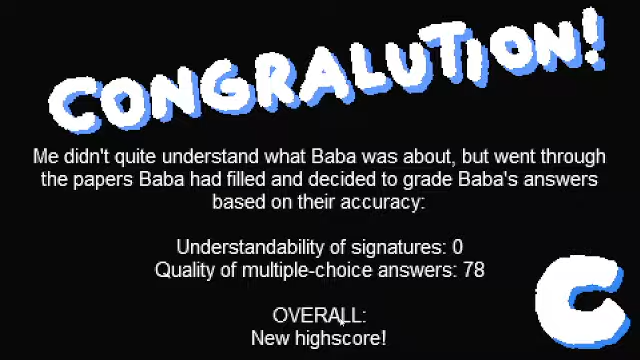 CONGRALUTION!
Me didn't quite understand what Baba was about, but went through
the papers Baba had filled and decided to grade Baba's answers
based on their accuracy:
Understandability of signatures: 0
Quality of multiple-choice answers: 78
OVERALL:
New highscore!
C